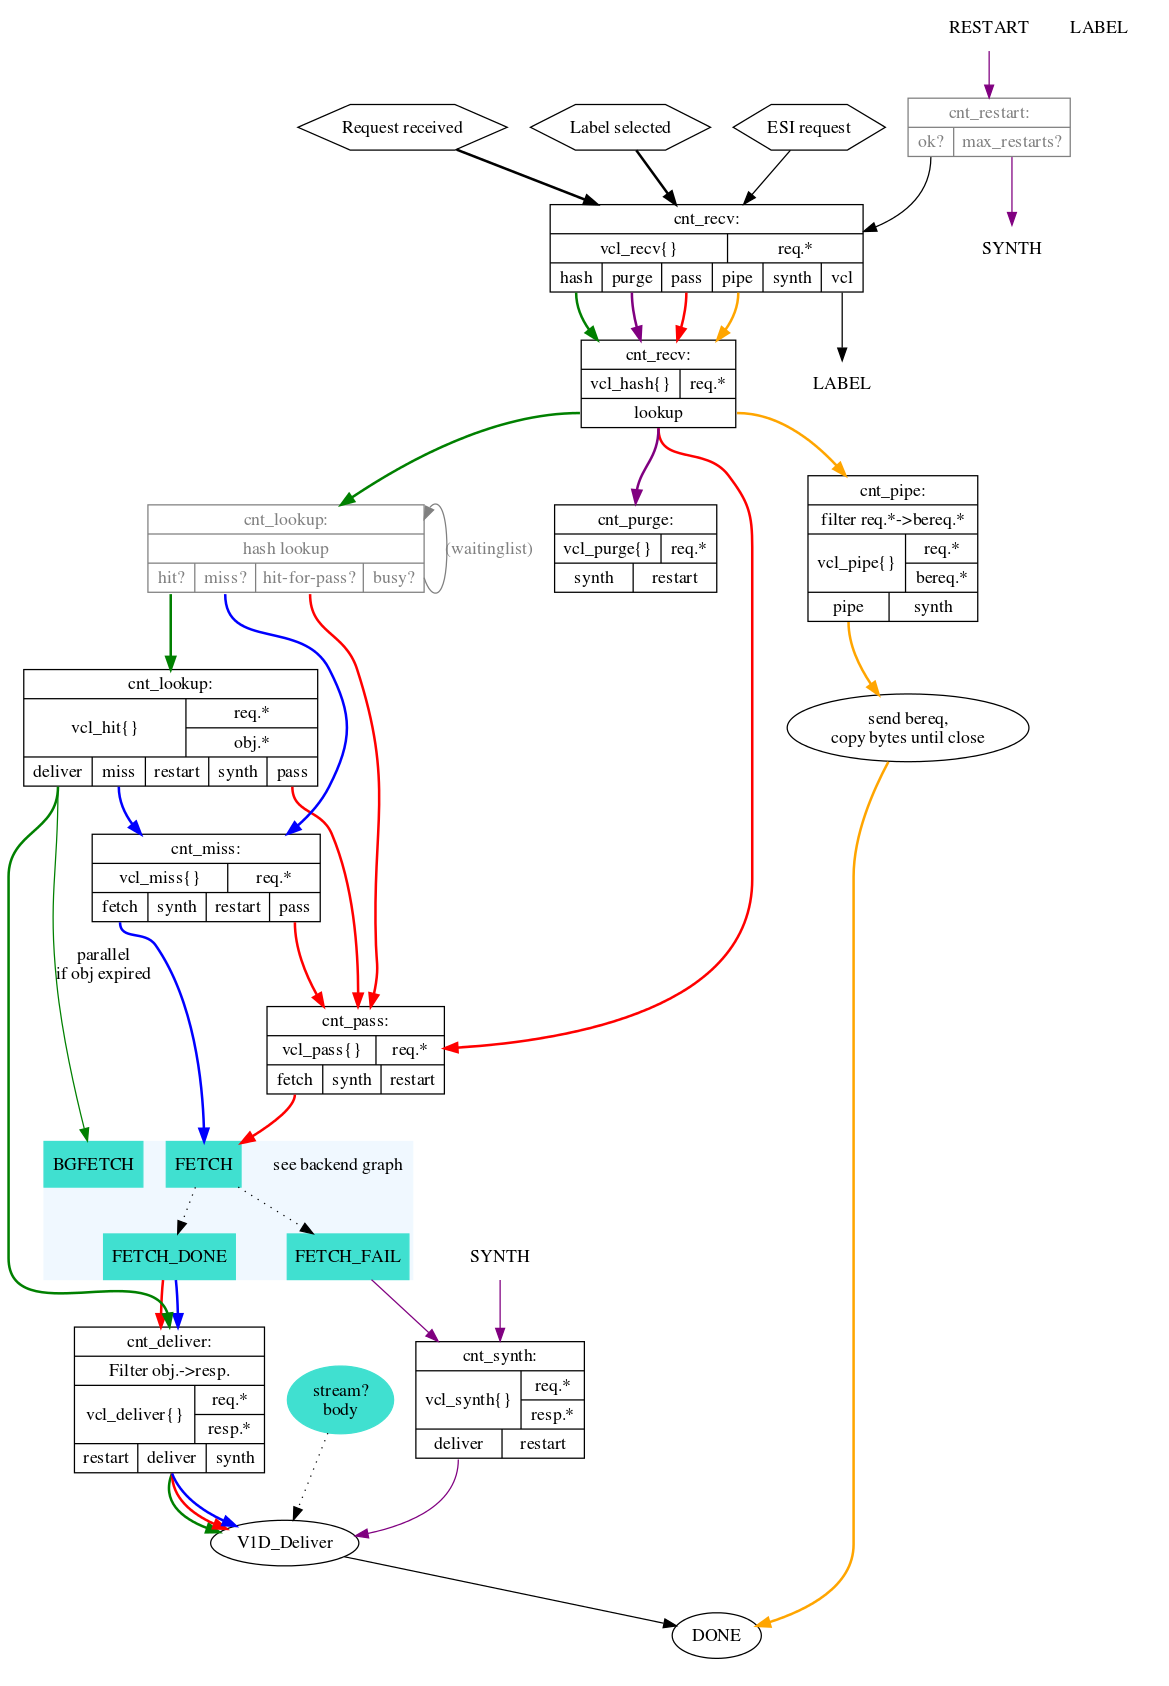 RESTART
LABEL
Request received
Label selected
ESI request
cnt_restart:
ok?
max_restarts?
cnt_recv:
vcl_recv{}
req.*
hash
purge
pass
pipe
synth
vcl
SYNTH
cnt_recv:
vcl_hash{}
req.*
lookup
LABEL
cnt_lookup:
hash lookup
hit?
miss?
hit-for-pass?
busy?
(waitinglist)
cnt_purge:
vcl_purge{}
req.*
synth
restart
cnt_pipe:
filter req.*->bereq.*
vcl_pipe{}
req.*
bereq.*
pipe
synth
cnt_lookup:
vcl_hit{}
req.*
obj.*
deliver
miss
restart
synth
pass
send bereq,
copy bytes until close
cnt_miss:
vcl_miss{}
req.*
fetch
synth
restart
pass
parallel
if obj expired
cnt_pass:
vcl_pass{}
req.*
fetch
synth
restart
BGFETCH
FETCH
see backend graph
FETCH_DONE
FETCH_FAIL
SYNTH
cnt_deliver:
Filter obj.->resp.
vcl_deliver{}
req.*
resp.*
restart
deliver
synth
stream?
body
cnt_synth:
vcl_synth{}
req.*
resp.*
deliver
restart
V1D_Deliver
DONE